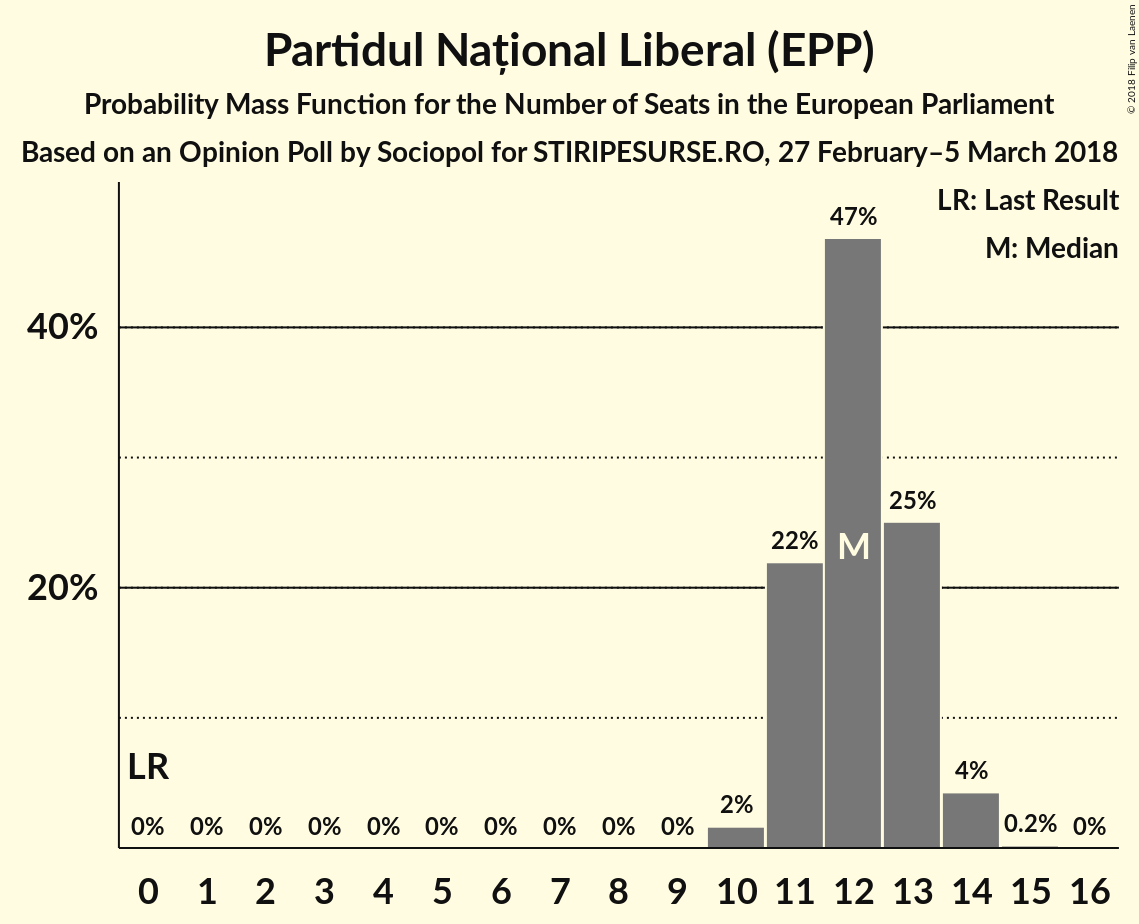 Partidul Național Liberal (EPP)
Probability Mass Function for the Number of Seats in the European Parliament
Based on an Opinion Poll by Sociopol for STIRIPESURSE.RO, 27 February–5 March 2018
© 2018 Filip van Laenen
LR: Last Result
M: Median
47%
40%
25%
22%
M
20%
LR
4%
2%
0% 0% 0% 0% 0% 0% 0% 0% 0% 0% 0.2% 0%
0 1 2 3 4 5 6 7 8 9 10 11 12 13 14 15 16